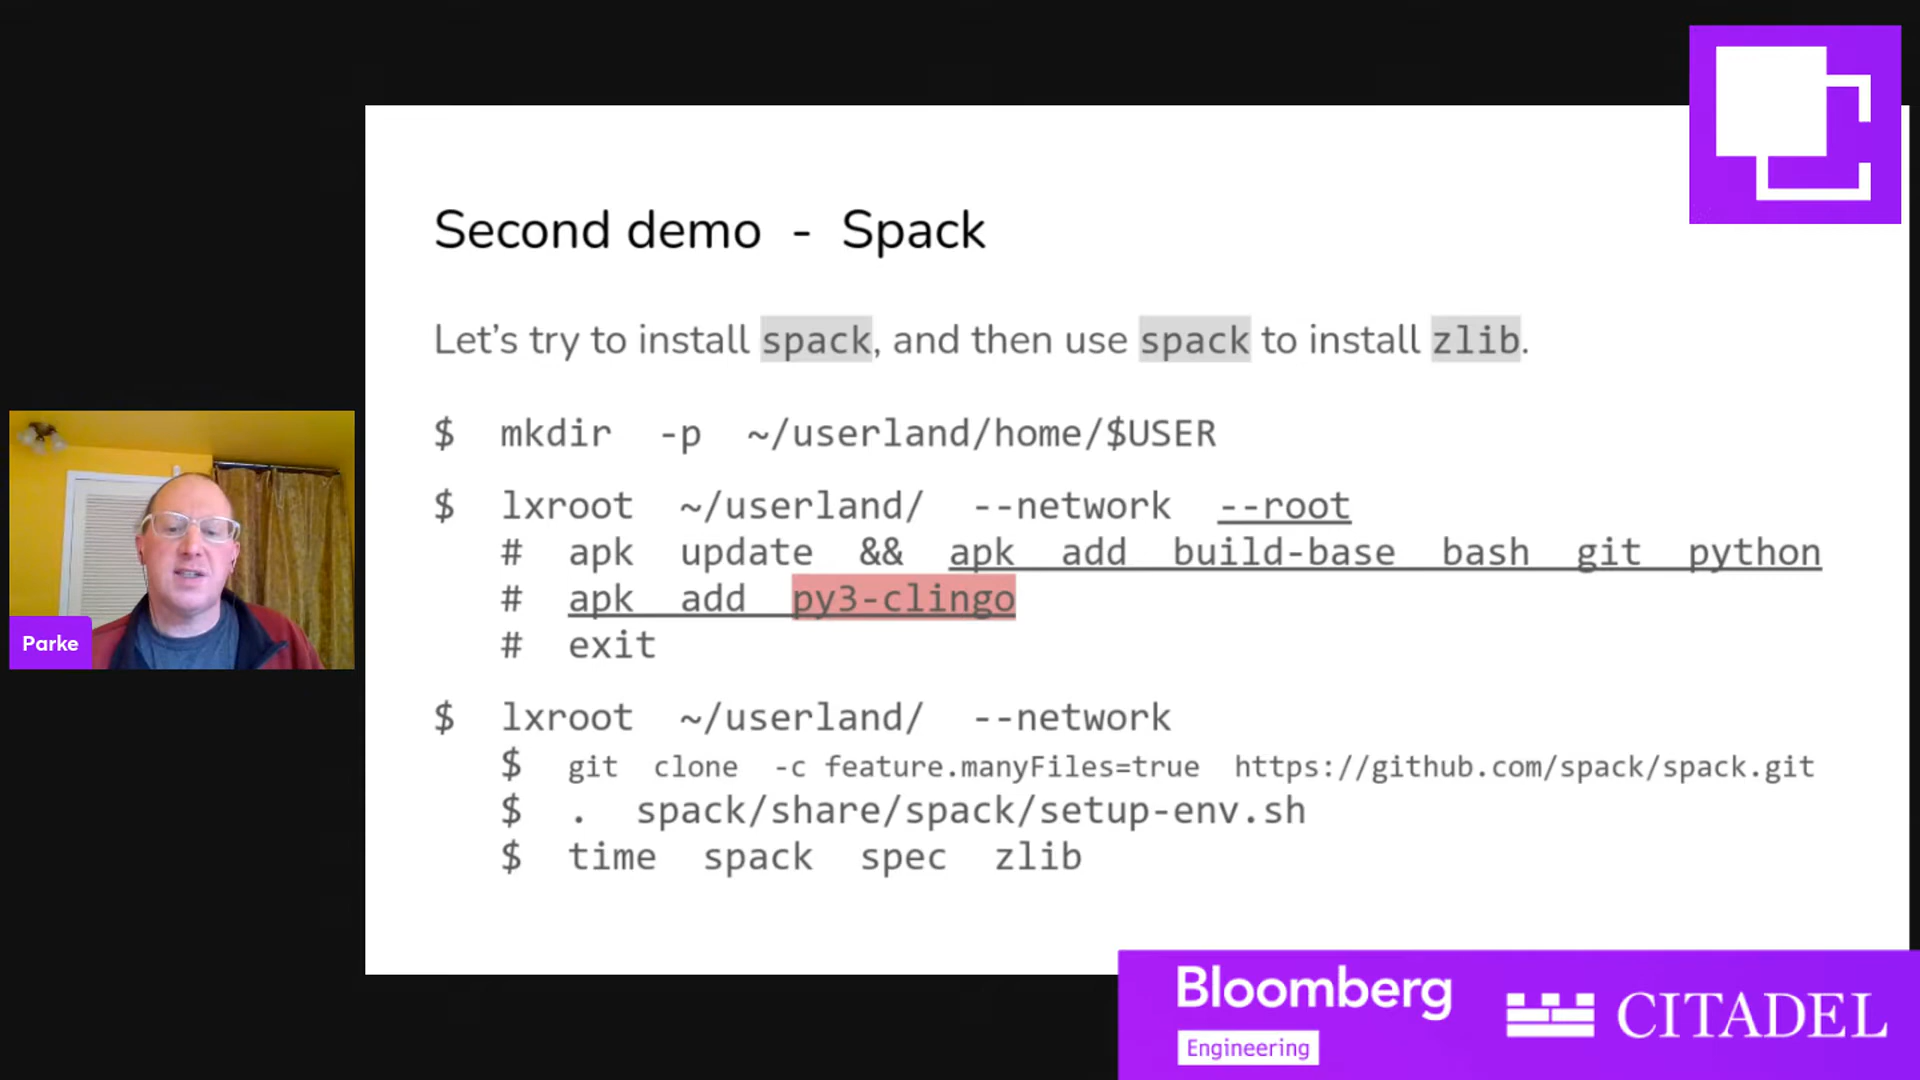 Second demo - Spack
Let's try to install spack, and then use spack to install zlib.
$ mkdir -p ~/userland/home/$USER
$ lxroot ~/userland/ --network --root
# apk update && apk add build-base bash git python
# apk add py3-clingo
# exit
$ lxroot ~/userland/ --network
$ git clone -c feature.manyFiles=true https://github.com/spack/spack.git
$ . spack/share/spack/setup-env.sh
$ time spack spec zlib
Parke
Bloomberg
Engineering
CITADEL